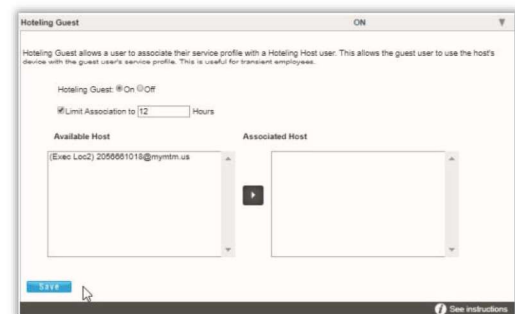 Hoteling Guest ON
Hoteling Guest allows a user to associate their service profile with a Hoteling Host user. This allows the guest user to use the host's
device with the guest user's service profile. This is useful for transient employees.
Hoteling Guest: On Off
Limit Association to 12 Hours
Available Host Associated Host
(Exec Loc2) 2056661018@mymtm.us
Save
See instructions